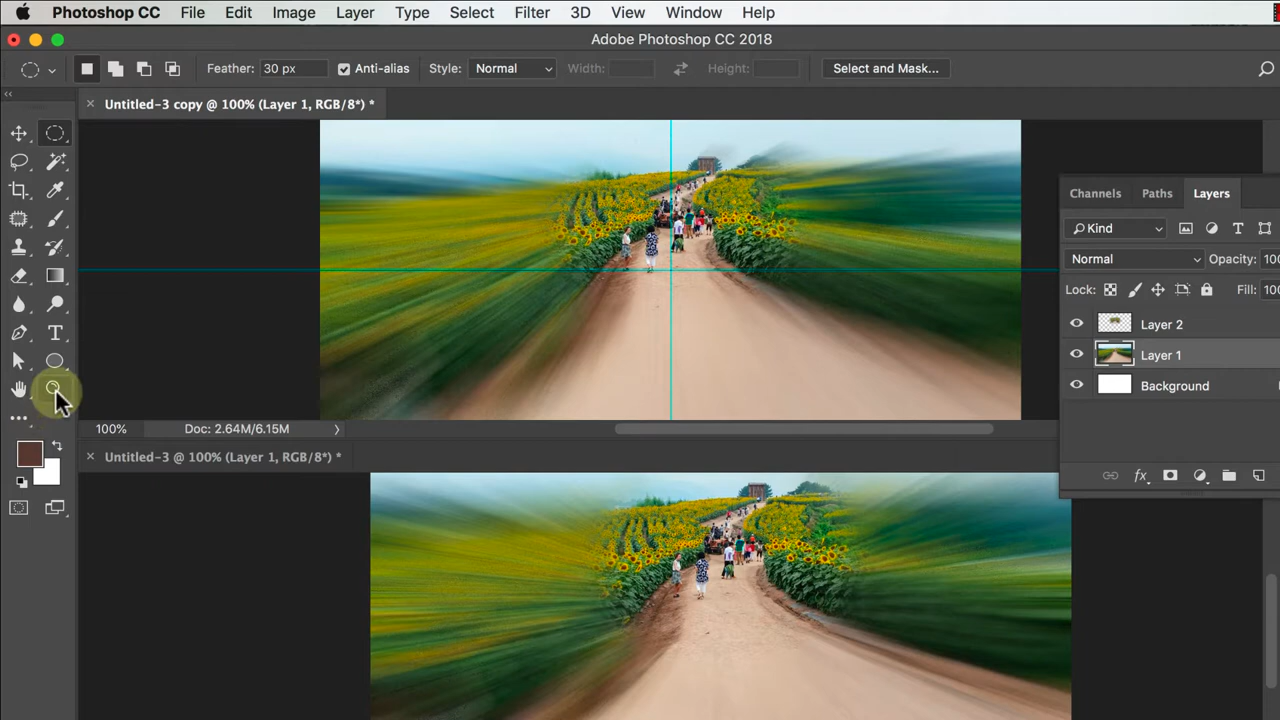 Photoshop CC File Edit Image Layer Type Select Filter 3D View Window Help
Adobe Photoshop CC 2018
Feather: 30 px Anti-alias Style: Normal Width: Height: Select and Mask...
Untitled-3 copy @ 100% (Layer 1, RGB/8*) *
Channels Paths Layers
Kind
Normal Opacity: 100
Lock: Fill: 100
Layer 2
Layer 1
Background
100% Doc: 2.64M/6.15M
Untitled-3 @ 100% (Layer 1, RGB/8*) *